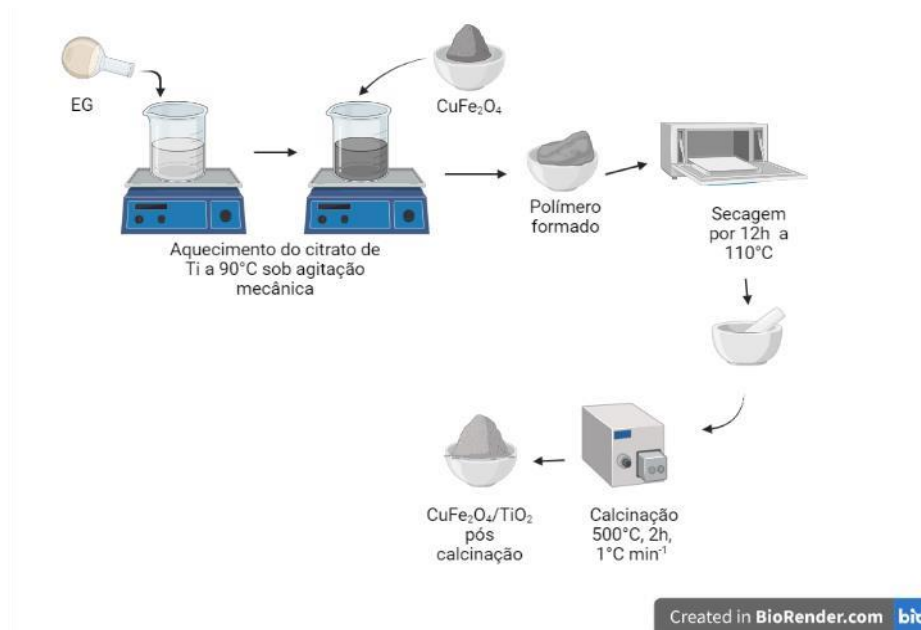 EG
CuFe₂O₄
Aquecimento do citrato de
Ti a 90°C sob agitação
mecânica
Polímero
formado
Secagem
por 12h a
110°C
Calcinação
500°C, 2h,
1°C min⁻¹
CuFe₂O₄/TiO₂
pós
calcinação
Created in BioRender.com